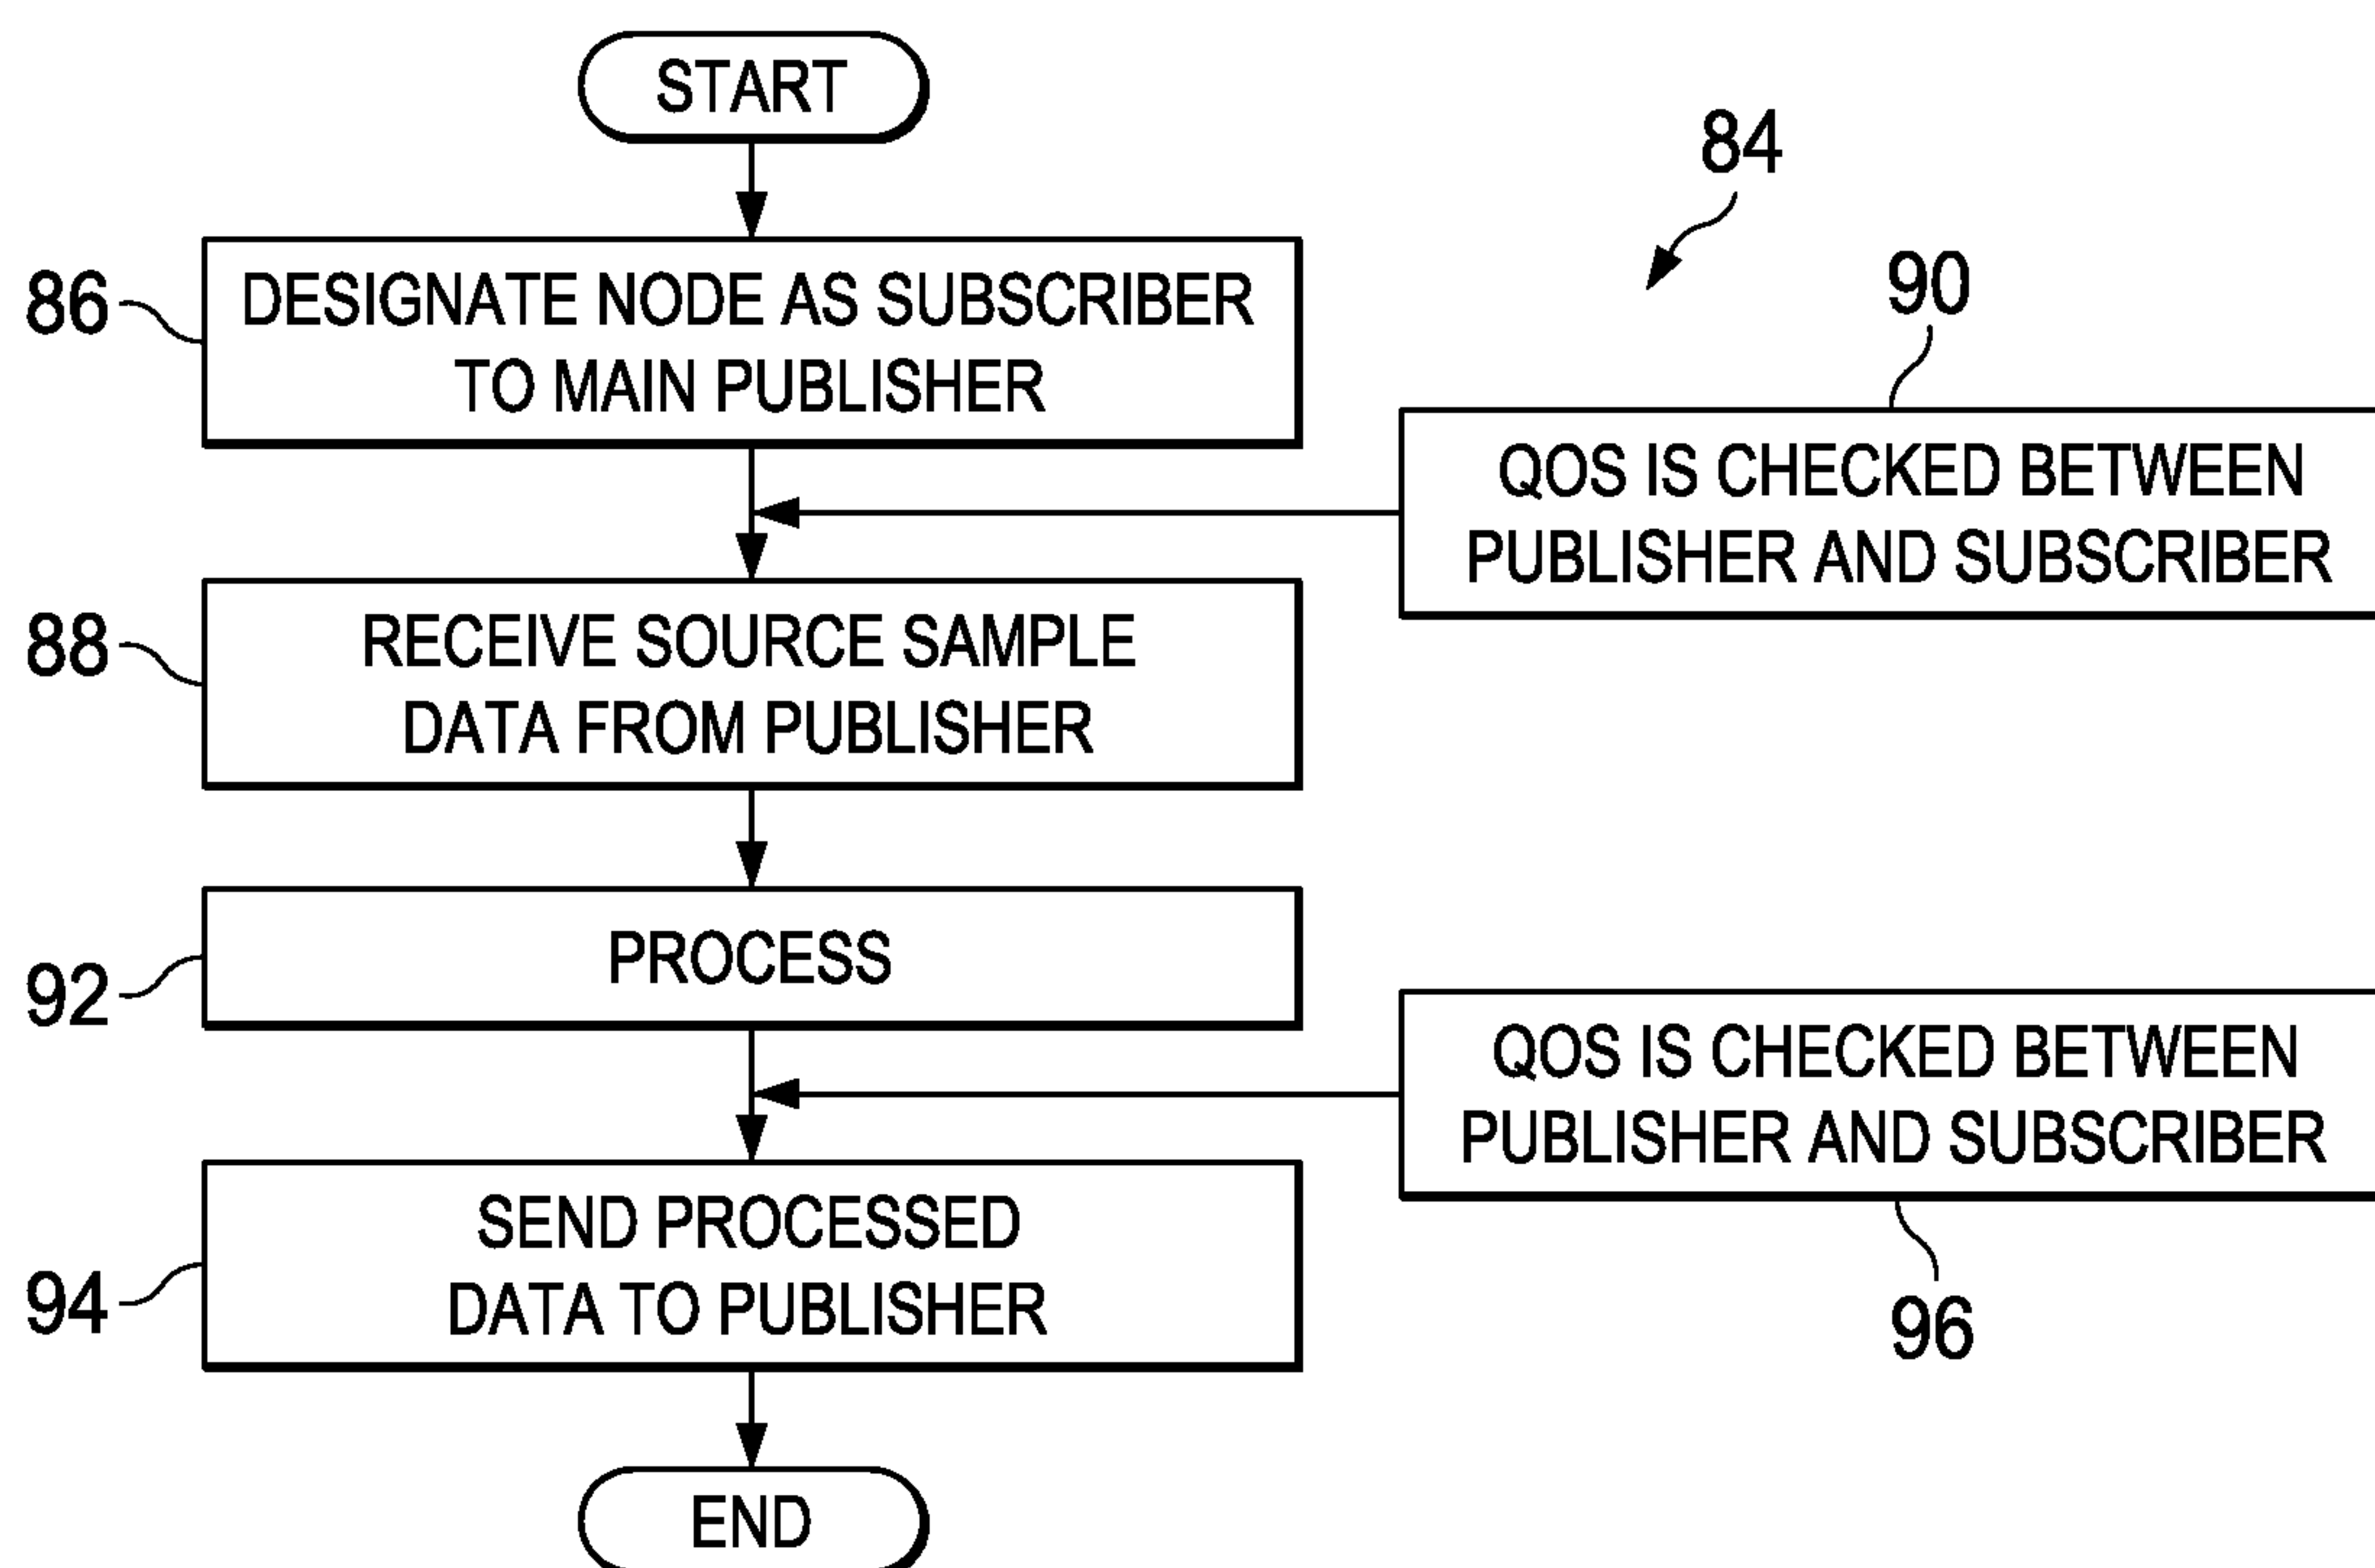 START
84
86
DESIGNATE NODE AS SUBSCRIBER
TO MAIN PUBLISHER
90
QOS IS CHECKED BETWEEN
PUBLISHER AND SUBSCRIBER
88
RECEIVE SOURCE SAMPLE
DATA FROM PUBLISHER
92
PROCESS
QOS IS CHECKED BETWEEN
PUBLISHER AND SUBSCRIBER
96
94
SEND PROCESSED
DATA TO PUBLISHER
END